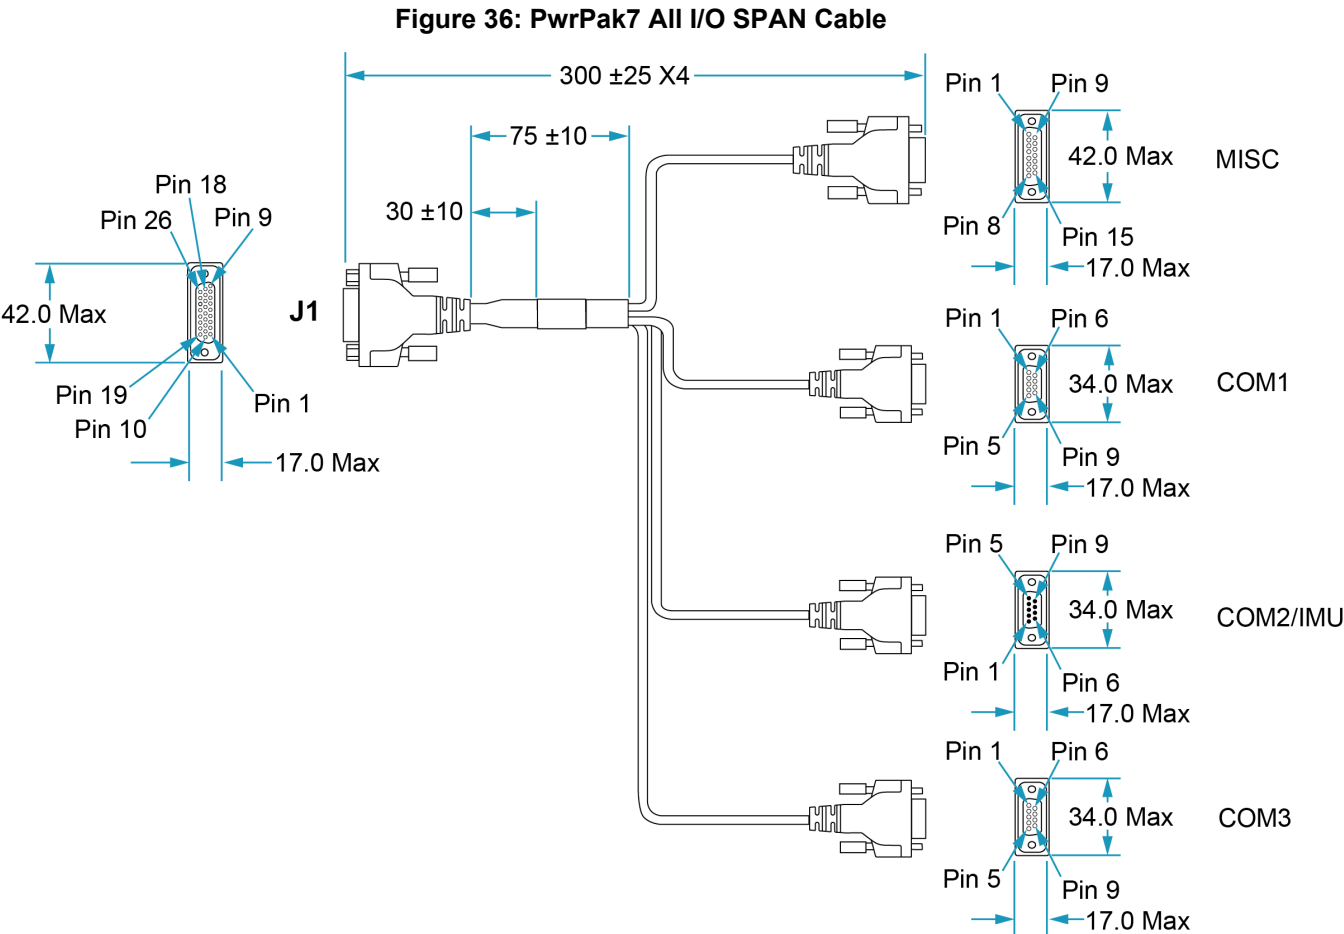 Figure 36: PwrPak7 All I/O SPAN Cable
300 ±25 X4
75 ±10
30 ±10
Pin 18
Pin 26
Pin 9
42.0 Max
J1
Pin 19
Pin 10
Pin 1
17.0 Max
Pin 1
Pin 9
42.0 Max
MISC
Pin 8
Pin 15
17.0 Max
Pin 1
Pin 6
34.0 Max
COM1
Pin 5
Pin 9
17.0 Max
Pin 5
Pin 9
34.0 Max
COM2/IMU
Pin 1
Pin 6
17.0 Max
Pin 1
Pin 6
34.0 Max
COM3
Pin 5
Pin 9
17.0 Max